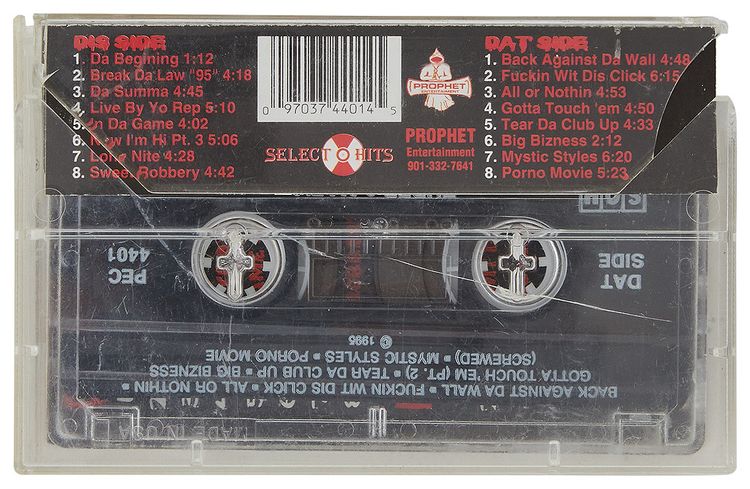 DIS SIDE
1. Da Begining 1:12
2. Break Da Law "95" 4:18
3. Da Summa 4:45
4. Live By Yo Rep 5:10
5. In Da Game 4:02
6. Now I'm Hi Pt. 3 5:06
7. Long Nite 4:28
8. Sweet Robbery 4:42
0 97037 44014 5
SELECT O HITS
PROPHET
ENTERTAINMENT
PROPHET
Entertainment
901-332-7641
DAT SIDE
1. Back Against Da Wall 4:48
2. Fuckin Wit Dis Click 6:15
3. All or Nothin 4:53
4. Gotta Touch 'em 4:50
5. Tear Da Club Up 4:33
6. Big Bizness 2:12
7. Mystic Styles 6:20
8. Porno Movie 5:23
DAT
SIDE
PEC
4401
BACK AGAINST DA WALL • FUCKIN WIT DIS CLICK • ALL OR NOTHIN •
GOTTA TOUCH 'EM (PT. 2) • TEAR DA CLUB UP • BIG BIZNESS
(SCREWED) • MYSTIC STYLES • PORNO MOVIE
© 1995
MADE IN USA